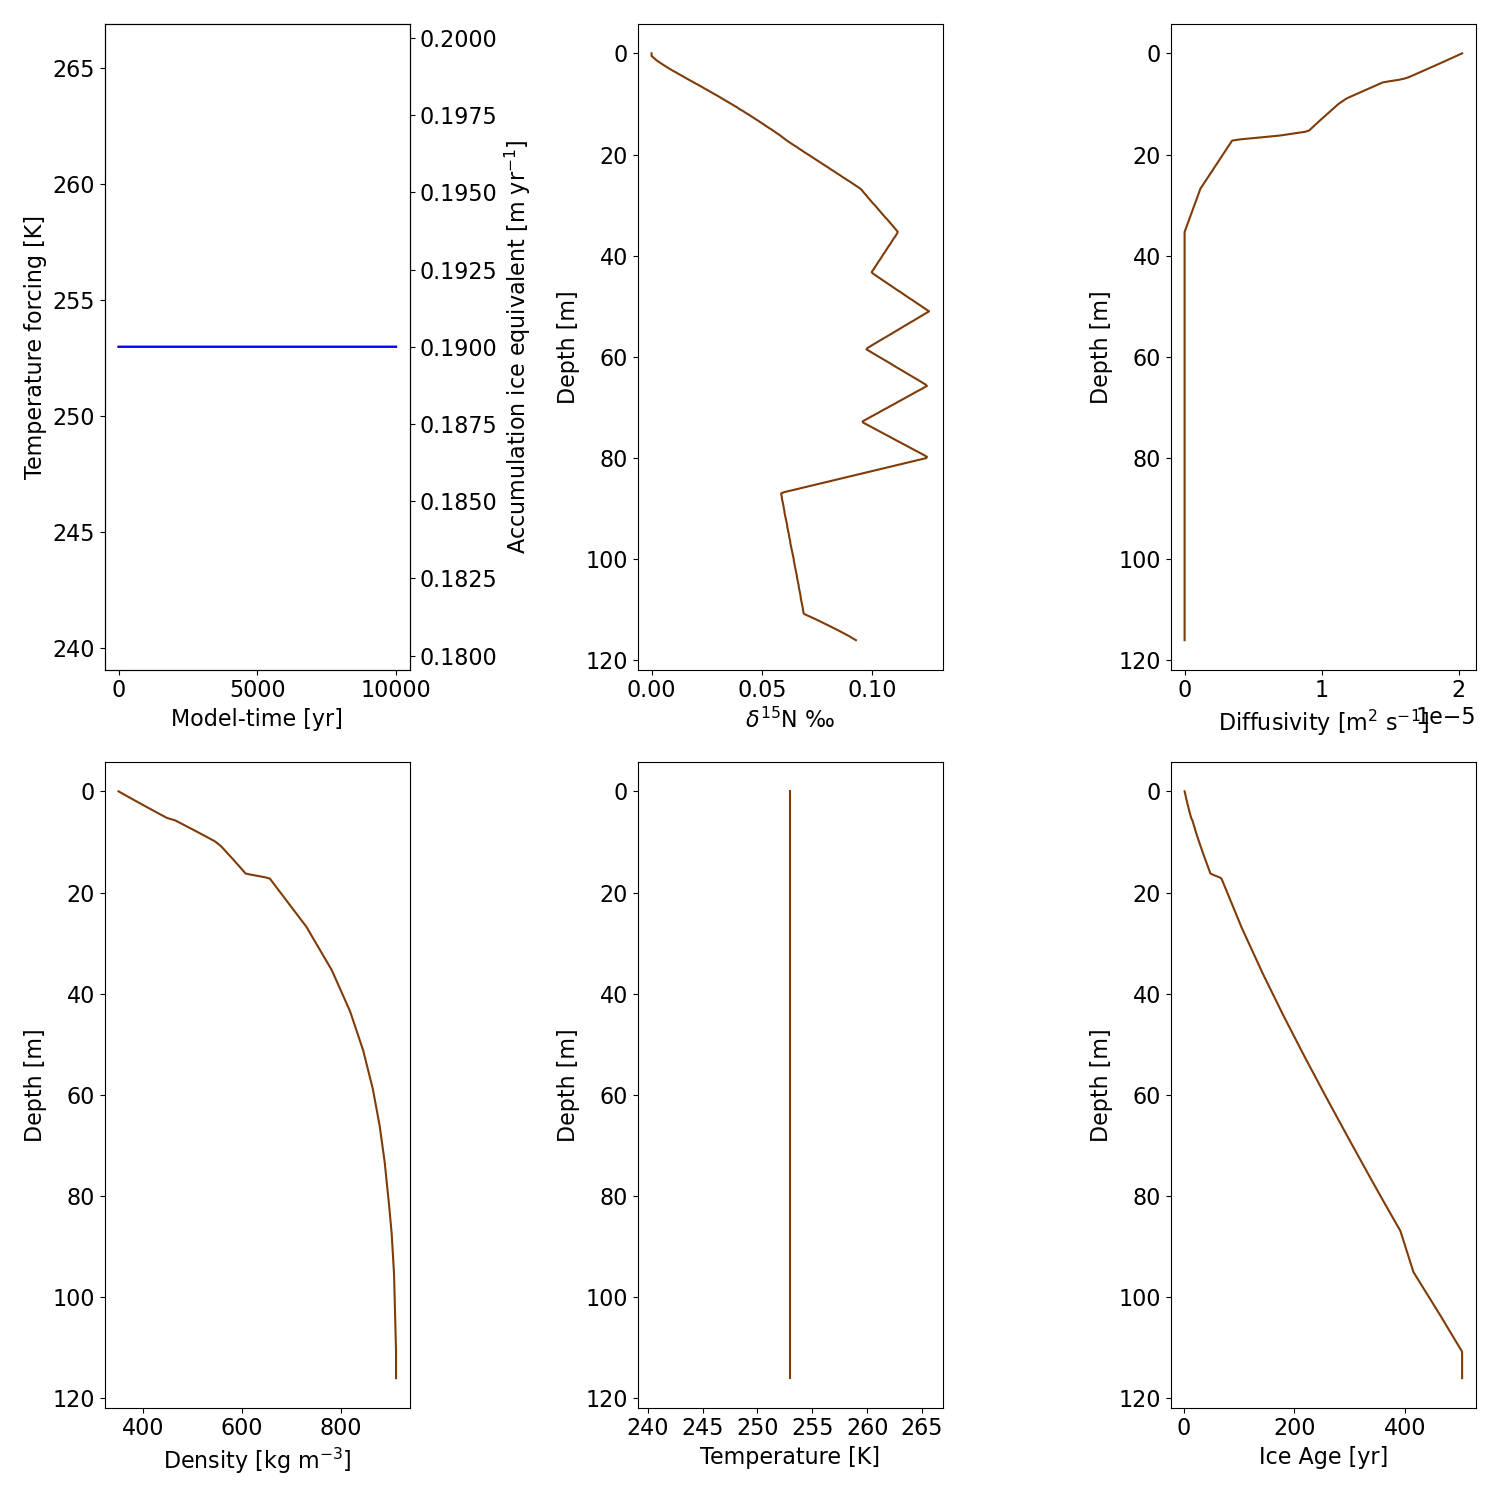 Temperature forcing [K]
265
260
255
250
245
240
0 5000 10000
Model-time [yr]
0.2000
0.1975
0.1950
0.1925
0.1900
0.1875
0.1850
0.1825
0.1800
Accumulation ice equivalent [m yr⁻¹]
Depth [m]
0
20
40
60
80
100
120
0.00 0.05 0.10
δ¹⁵N ‰
Depth [m]
0
20
40
60
80
100
120
0 1 2
Diffusivity [m² s⁻¹]
1e−5
Depth [m]
0
20
40
60
80
100
120
400 600 800
Density [kg m⁻³]
Depth [m]
0
20
40
60
80
100
120
240 245 250 255 260 265
Temperature [K]
Depth [m]
0
20
40
60
80
100
120
0 200 400
Ice Age [yr]